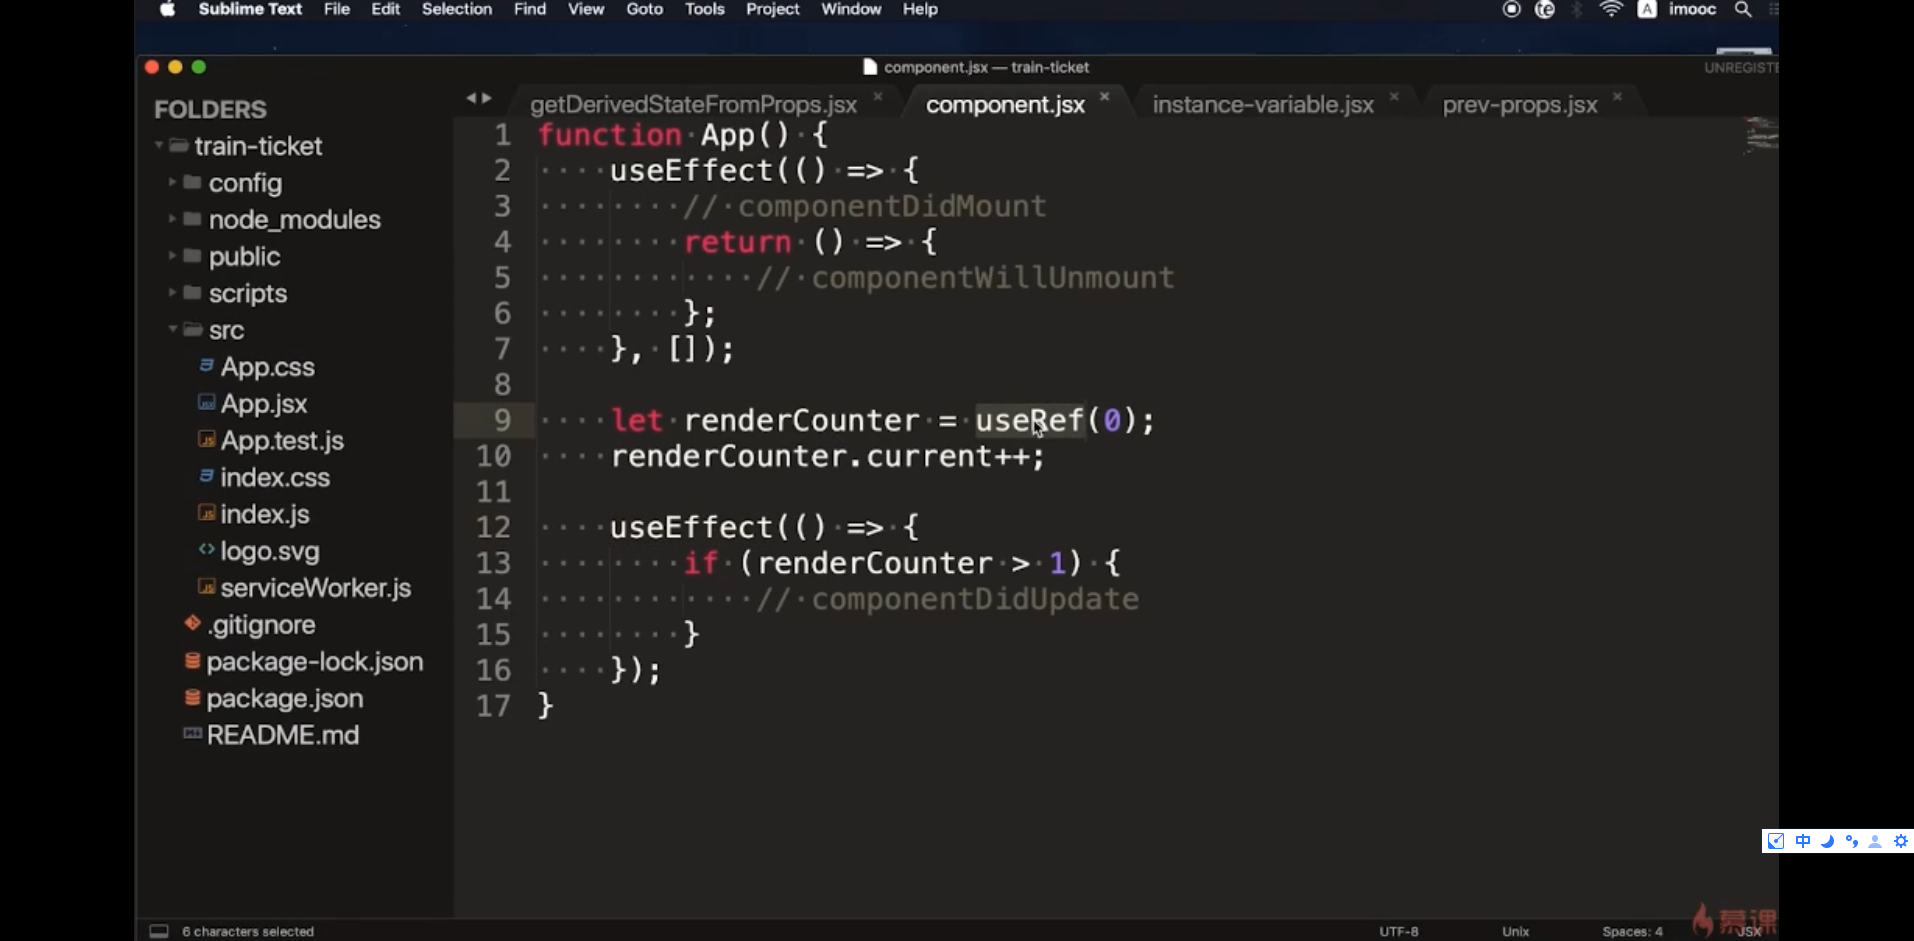 Sublime Text File Edit Selection Find View Goto Tools Project Window Help A imooc
component.jsx — train-ticket
UNREGISTE
FOLDERS
train-ticket
config
node_modules
public
scripts
src
App.css
App.jsx
App.test.js
index.css
index.js
logo.svg
serviceWorker.js
.gitignore
package-lock.json
package.json
README.md
getDerivedStateFromProps.jsx × component.jsx × instance-variable.jsx × prev-props.jsx ×
1 function App() {
2 useEffect(() => {
3 // componentDidMount
4 return () => {
5 // componentWillUnmount
6 };
7 }, []);
8
9 let renderCounter = useRef(0);
10 renderCounter.current++;
11
12 useEffect(() => {
13 if (renderCounter > 1) {
14 // componentDidUpdate
15 }
16 });
17 }
中
慕课
6 characters selected UTF-8 Unix Spaces: 4 JSX